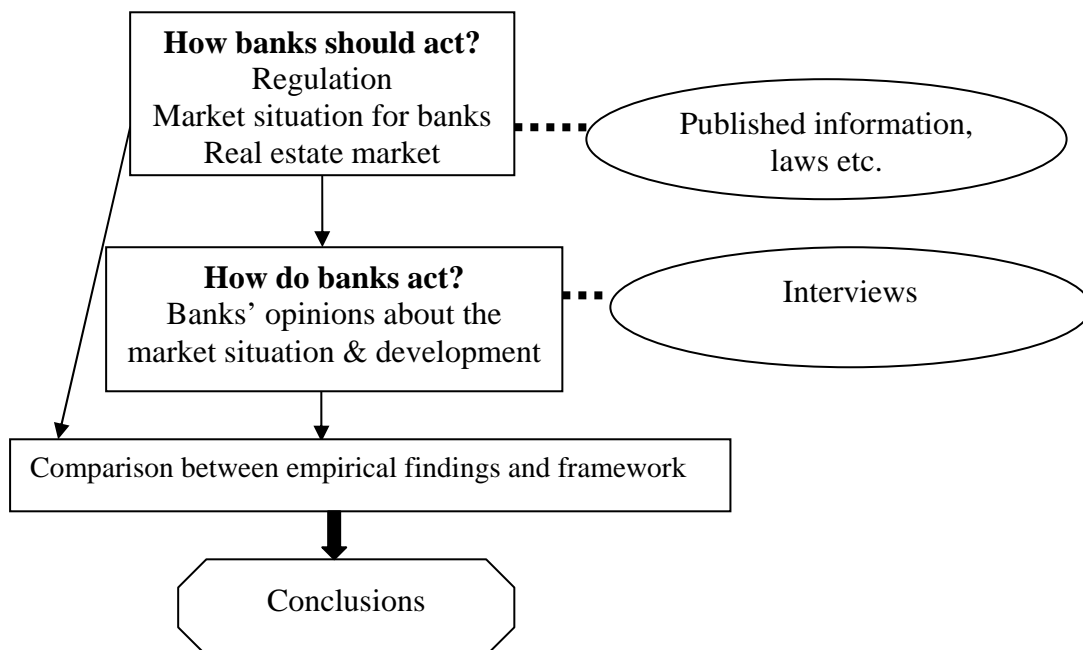 How banks should act?
Regulation
Market situation for banks
Real estate market
Published information,
laws etc.
How do banks act?
Banks’ opinions about the
market situation & development
Interviews
Comparison between empirical findings and framework
Conclusions